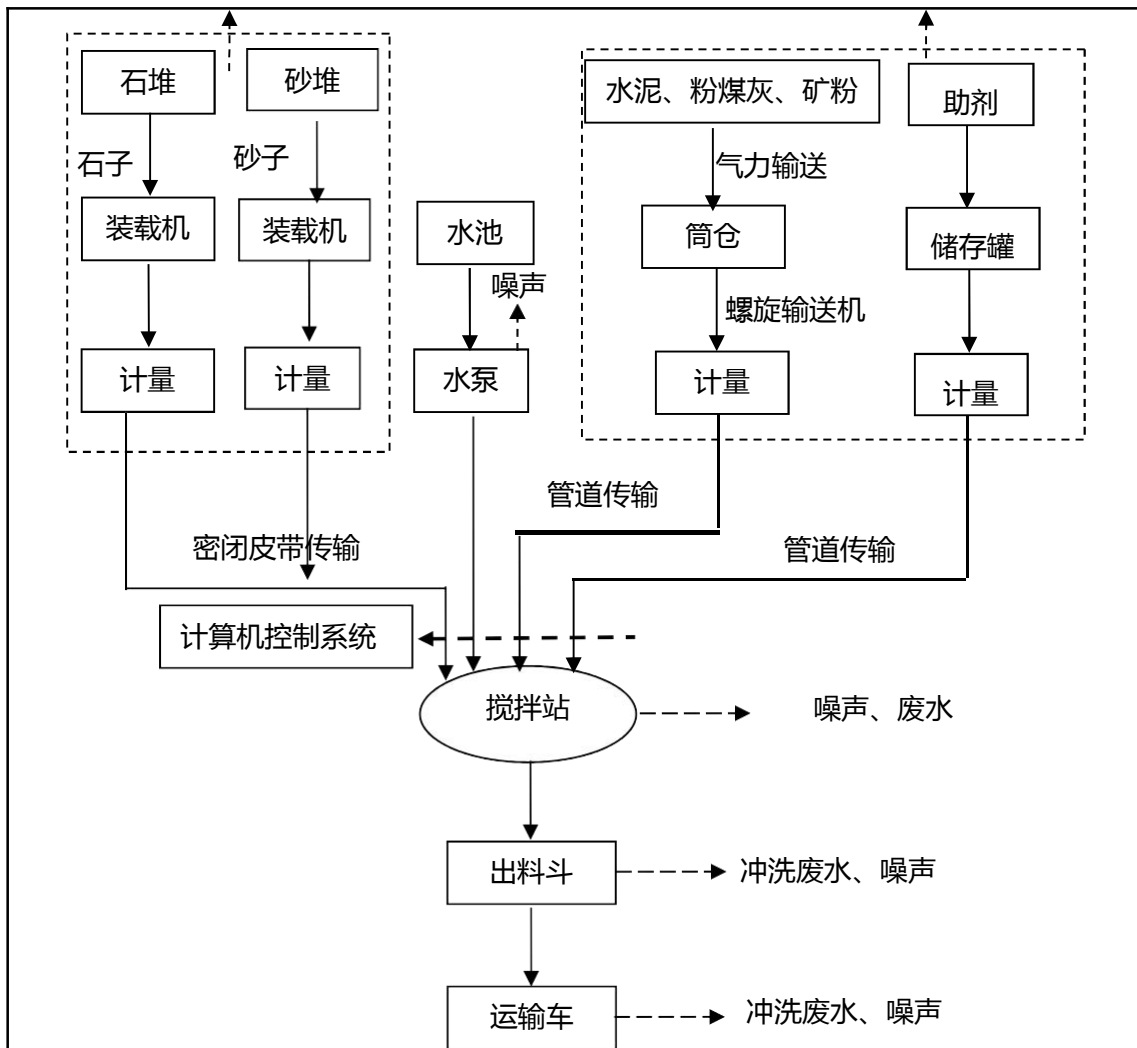 石堆
砂堆
水泥、粉煤灰、矿粉
助剂
石子
砂子
气力输送
装载机
装载机
水池
筒仓
储存罐
噪声
螺旋输送机
计量
计量
水泵
计量
计量
管道传输
密闭皮带传输
管道传输
计算机控制系统
搅拌站
噪声、废水
出料斗
冲洗废水、噪声
运输车
冲洗废水、噪声